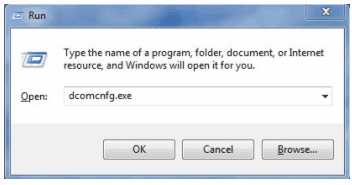 Run
X
Type the name of a program, folder, document, or Internet
resource, and Windows will open it for you.
Open: dcomcnfg.exe
OK Cancel Browse...